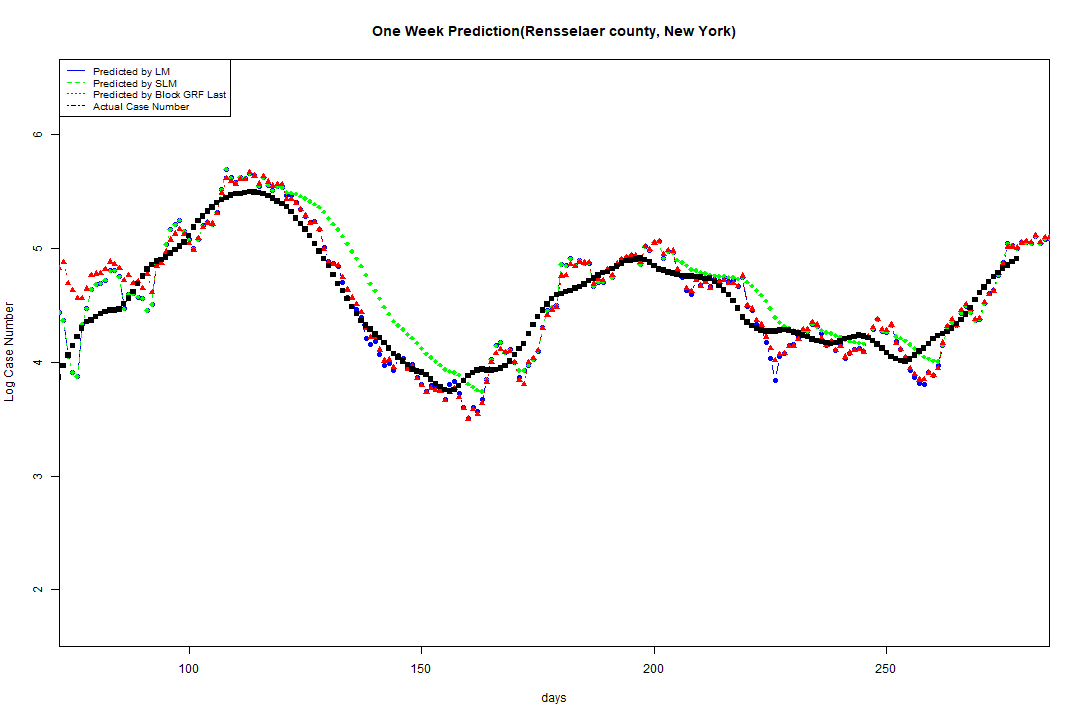 One Week Prediction(Rensselaer county, New York)
Predicted by LM
Predicted by SLM
Predicted by Block GRF Last
Actual Case Number
Log Case Number
6
5
4
3
2
100
150
200
250
days